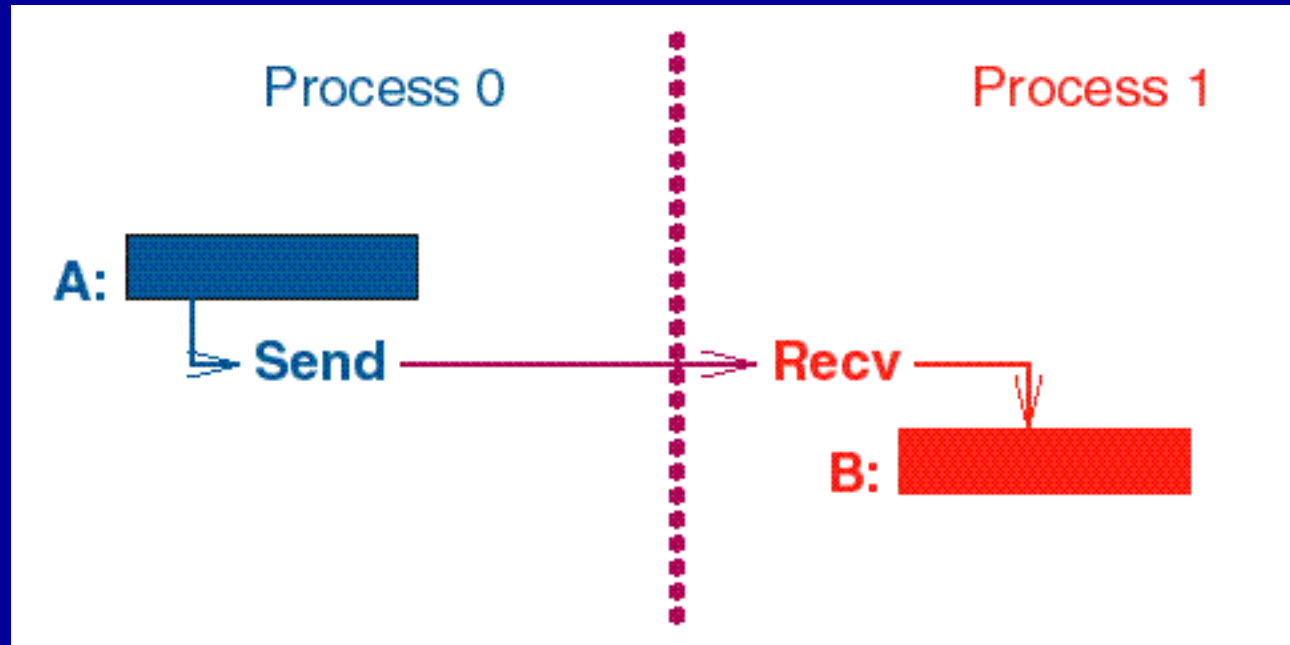 Process 0
Process 1
A:
Send
Recv
B: